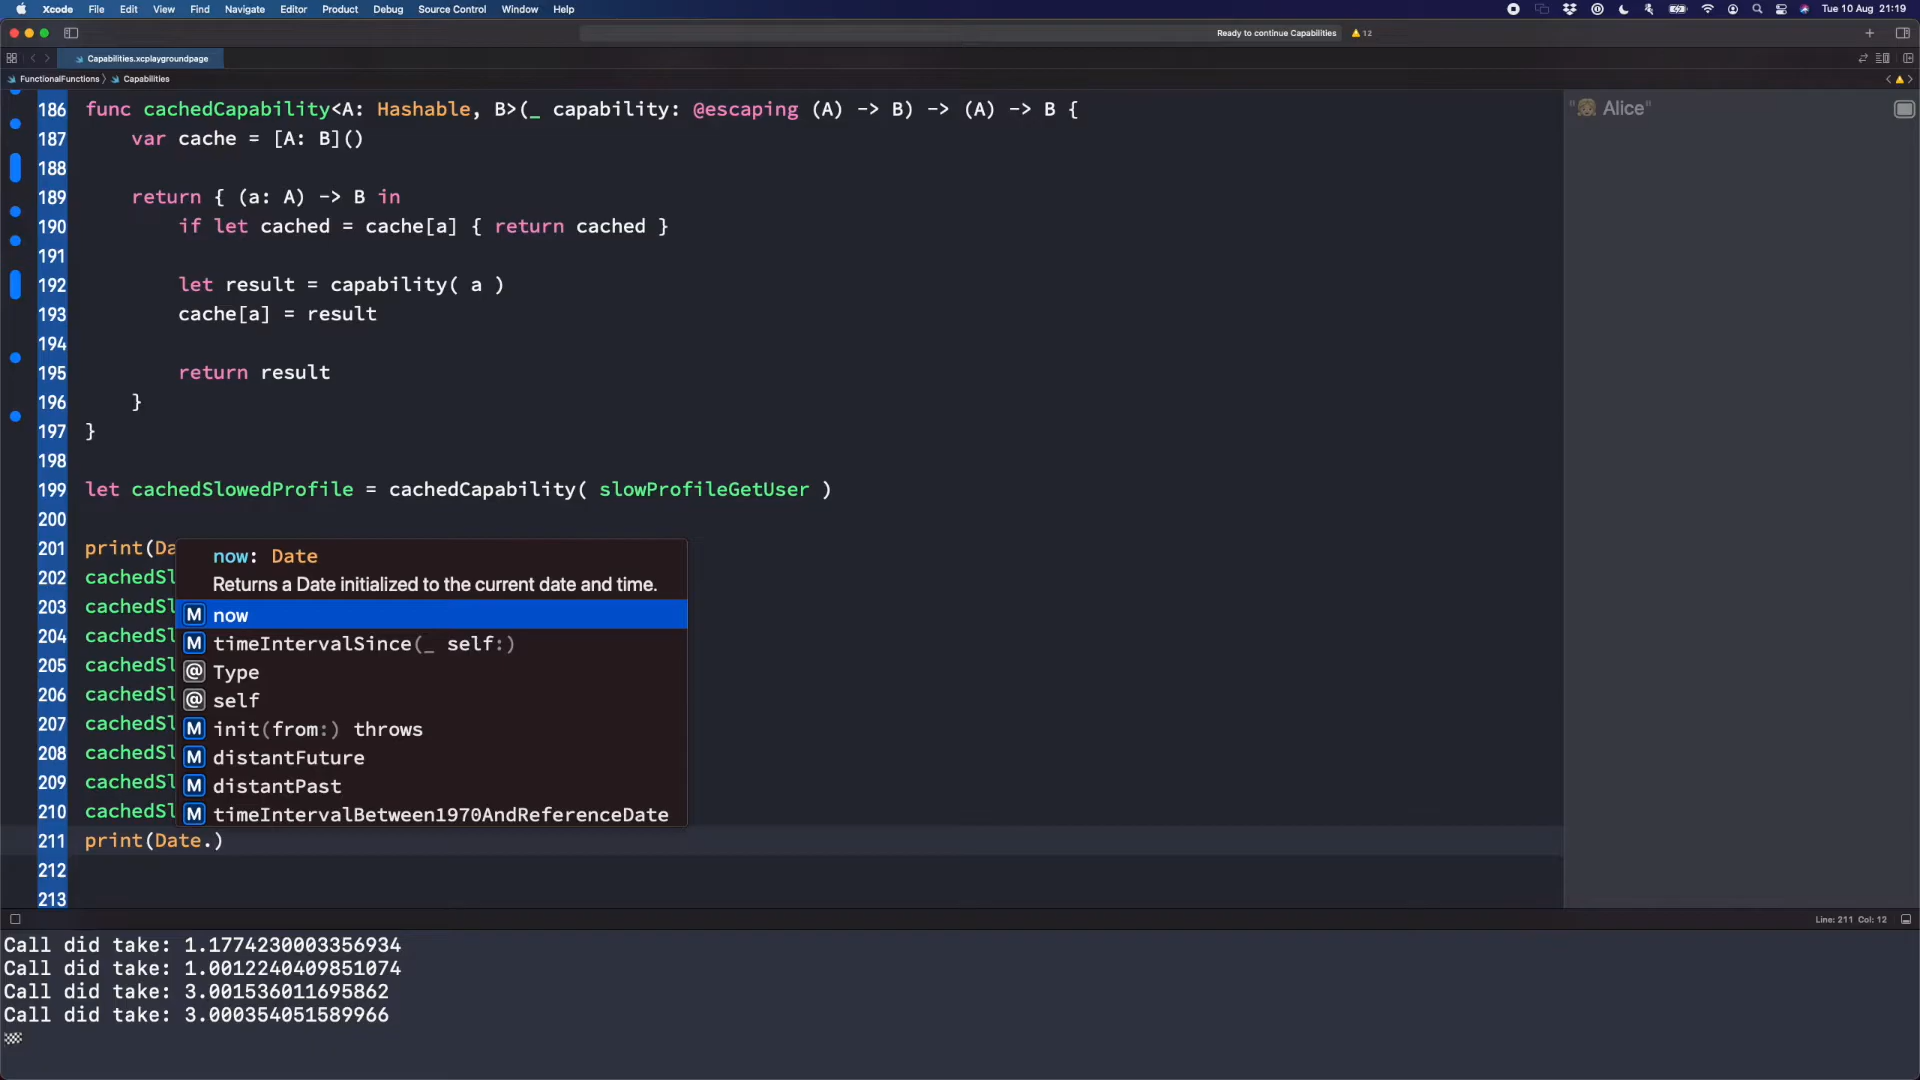 Xcode File Edit View Find Navigate Editor Product Debug Source Control Window Help Tue 10 Aug 21:19
Ready to continue Capabilities 12
Capabilities.xcplaygroundpage
FunctionalFunctions Capabilities
186 func cachedCapability<A: Hashable, B>(_ capability: @escaping (A) -> B) -> (A) -> B {
187 var cache = [A: B]()
188
189 return { (a: A) -> B in
190 if let cached = cache[a] { return cached }
191
192 let result = capability( a )
193 cache[a] = result
194
195 return result
196 }
197 }
198
199 let cachedSlowedProfile = cachedCapability( slowProfileGetUser )
200
201 print(Da
202 cachedSl
203 cachedSl
204 cachedSl
205 cachedSl
206 cachedSl
207 cachedSl
208 cachedSl
209 cachedSl
210 cachedSl
211 print(Date.)
212
213
now: Date
Returns a Date initialized to the current date and time.
M now
M timeIntervalSince(_ self:)
@ Type
@ self
M init(from:) throws
M distantFuture
M distantPast
M timeIntervalBetween1970AndReferenceDate
"👸 Alice"
Line: 211 Col: 12
Call did take: 1.1774230003356934
Call did take: 1.0012240409851074
Call did take: 3.001536011695862
Call did take: 3.000354051589966